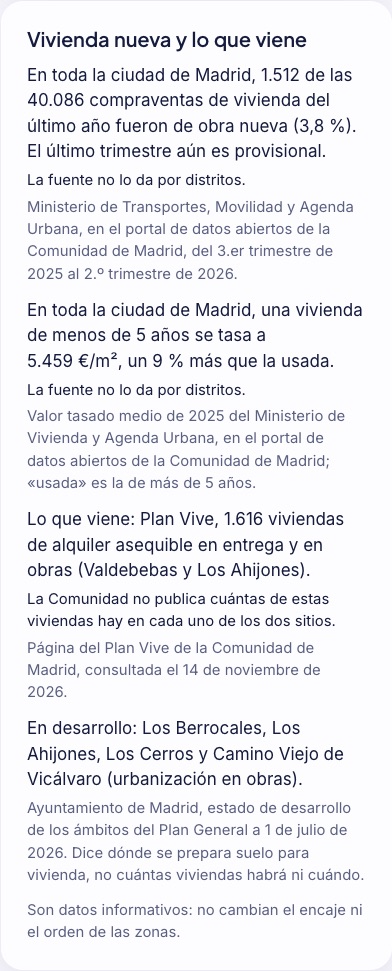 Vivienda nueva y lo que viene
En toda la ciudad de Madrid, 1.512 de las
40.086 compraventas de vivienda del
último año fueron de obra nueva (3,8 %).
El último trimestre aún es provisional.
La fuente no lo da por distritos.
Ministerio de Transportes, Movilidad y Agenda
Urbana, en el portal de datos abiertos de la
Comunidad de Madrid, del 3.er trimestre de
2025 al 2.º trimestre de 2026.
En toda la ciudad de Madrid, una vivienda
de menos de 5 años se tasa a
5.459 €/m², un 9 % más que la usada.
La fuente no lo da por distritos.
Valor tasado medio de 2025 del Ministerio de
Vivienda y Agenda Urbana, en el portal de
datos abiertos de la Comunidad de Madrid;
«usada» es la de más de 5 años.
Lo que viene: Plan Vive, 1.616 viviendas
de alquiler asequible en entrega y en
obras (Valdebebas y Los Ahijones).
La Comunidad no publica cuántas de estas
viviendas hay en cada uno de los dos sitios.
Página del Plan Vive de la Comunidad de
Madrid, consultada el 14 de noviembre de
2026.
En desarrollo: Los Berrocales, Los
Ahijones, Los Cerros y Camino Viejo de
Vicálvaro (urbanización en obras).
Ayuntamiento de Madrid, estado de desarrollo
de los ámbitos del Plan General a 1 de julio de
2026. Dice dónde se prepara suelo para
vivienda, no cuántas viviendas habrá ni cuándo.
Son datos informativos: no cambian el encaje ni
el orden de las zonas.